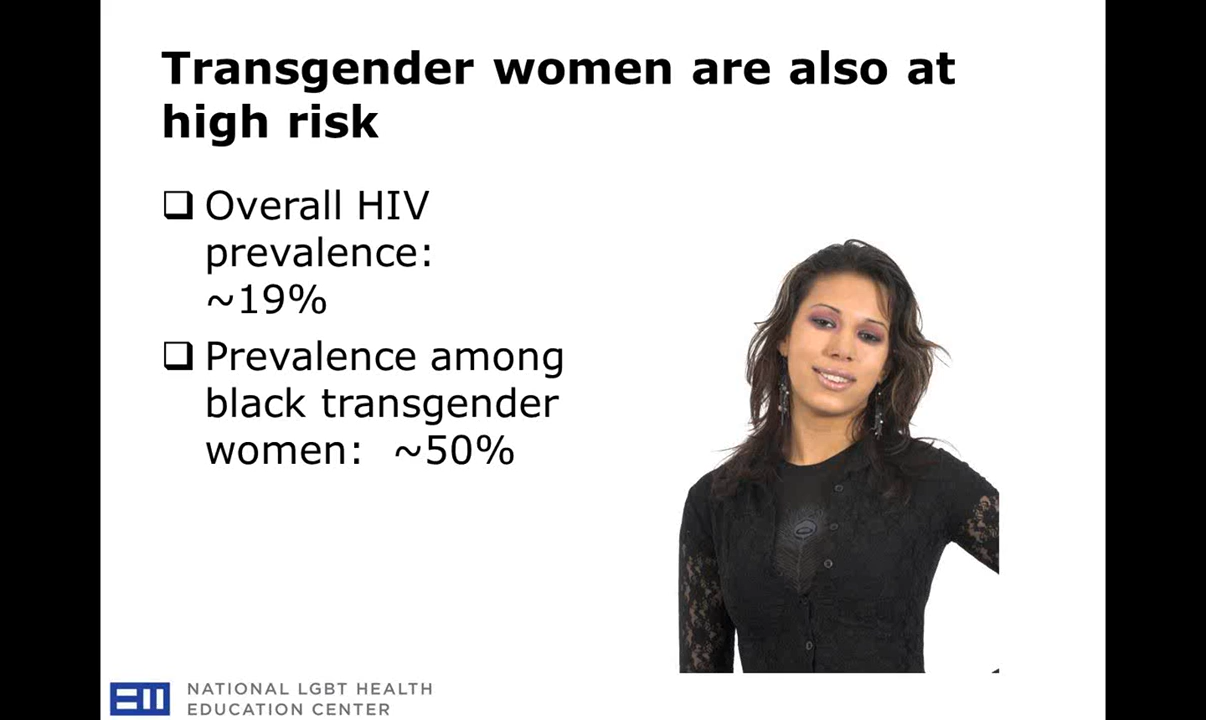 Transgender women are also at
high risk
Overall HIV
prevalence:
~19%
Prevalence among
black transgender
women: ~50%
NATIONAL LGBT HEALTH
EDUCATION CENTER